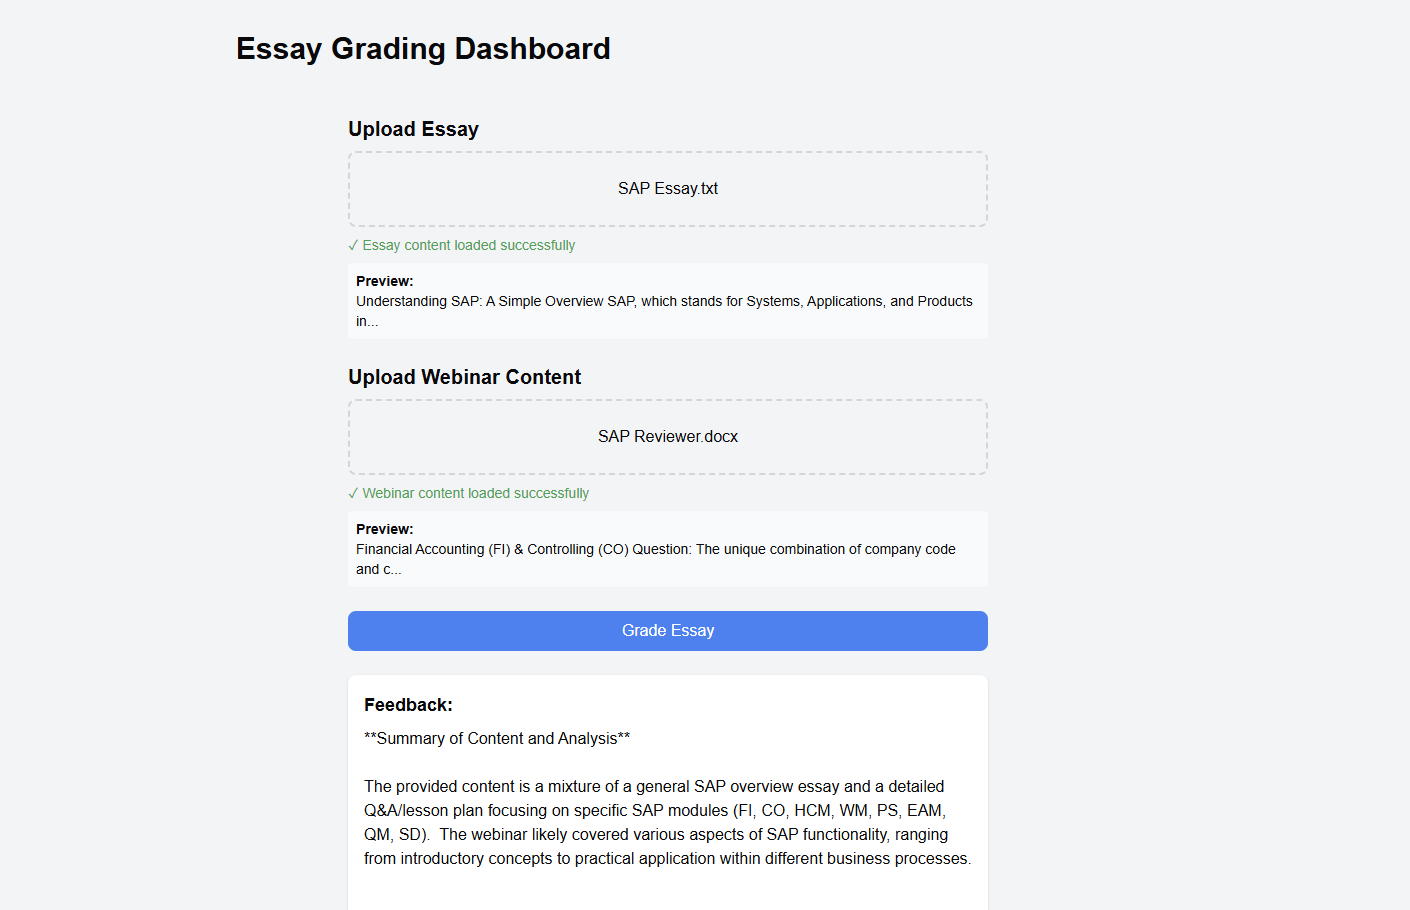 Essay Grading Dashboard
Upload Essay
SAP Essay.txt
✓ Essay content loaded successfully
Preview:
Understanding SAP: A Simple Overview SAP, which stands for Systems, Applications, and Products
in...
Upload Webinar Content
SAP Reviewer.docx
✓ Webinar content loaded successfully
Preview:
Financial Accounting (FI) & Controlling (CO) Question: The unique combination of company code
and c...
Grade Essay
Feedback:
**Summary of Content and Analysis**
The provided content is a mixture of a general SAP overview essay and a detailed
Q&A/lesson plan focusing on specific SAP modules (FI, CO, HCM, WM, PS, EAM,
QM, SD).  The webinar likely covered various aspects of SAP functionality, ranging
from introductory concepts to practical application within different business processes.